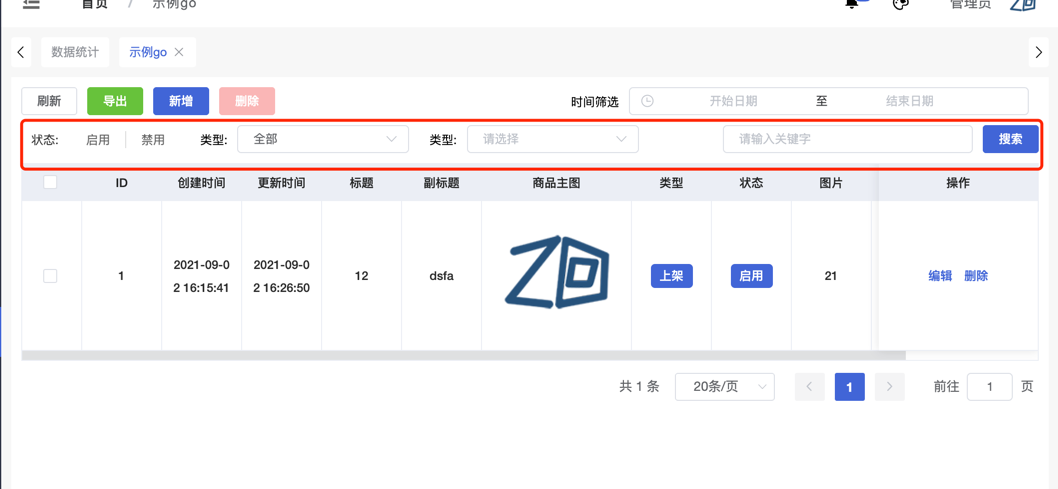 首页 / 示例go 管理员
数据统计 示例go
刷新 导出 新增 删除 时间筛选 开始日期 至 结束日期
状态: 启用 禁用 类型: 全部 类型: 请选择 请输入关键字 搜索
ID 创建时间 更新时间 标题 副标题 商品主图 类型 状态 图片 操作
1 2021-09-0 2021-09-0 12 dsfa ZO 上架 启用 21 编辑 删除
2 16:15:41 2 16:26:50
共 1 条 20条/页 1 前往 1 页